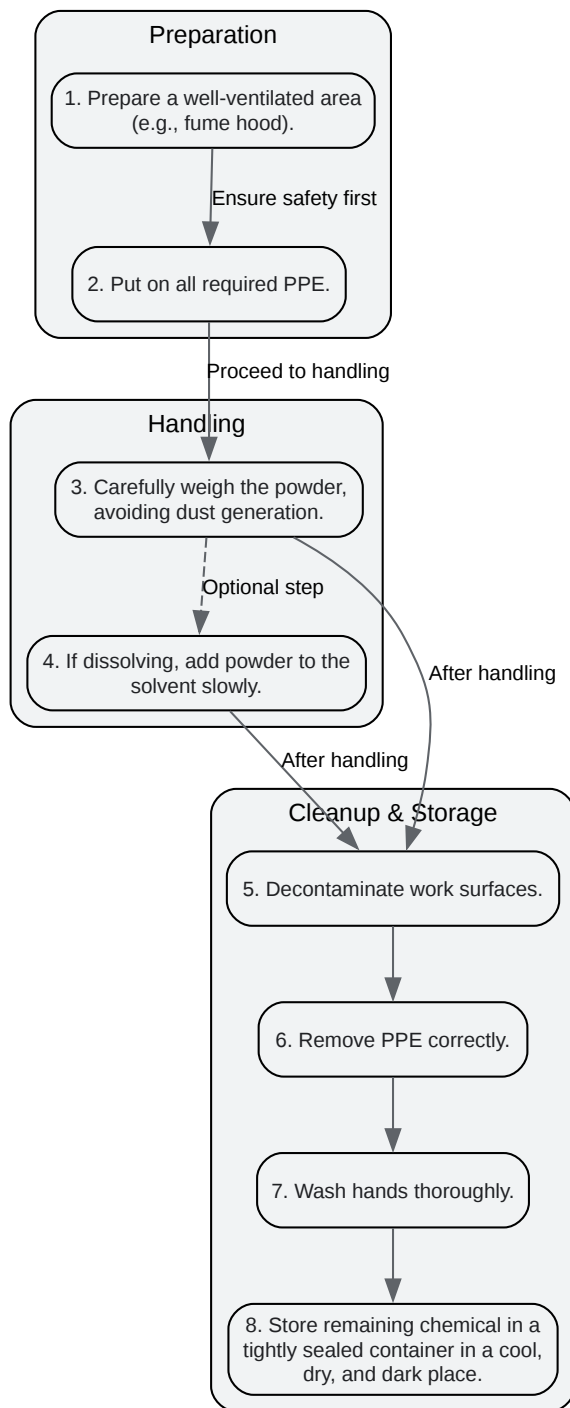 Preparation
1. Prepare a well-ventilated area
(e.g., fume hood).
Ensure safety first
2. Put on all required PPE.
Proceed to handling
Handling
3. Carefully weigh the powder,
avoiding dust generation.
Optional step
4. If dissolving, add powder to the
solvent slowly.
After handling
After handling
Cleanup & Storage
5. Decontaminate work surfaces.
6. Remove PPE correctly.
7. Wash hands thoroughly.
8. Store remaining chemical in a
tightly sealed container in a cool,
dry, and dark place.